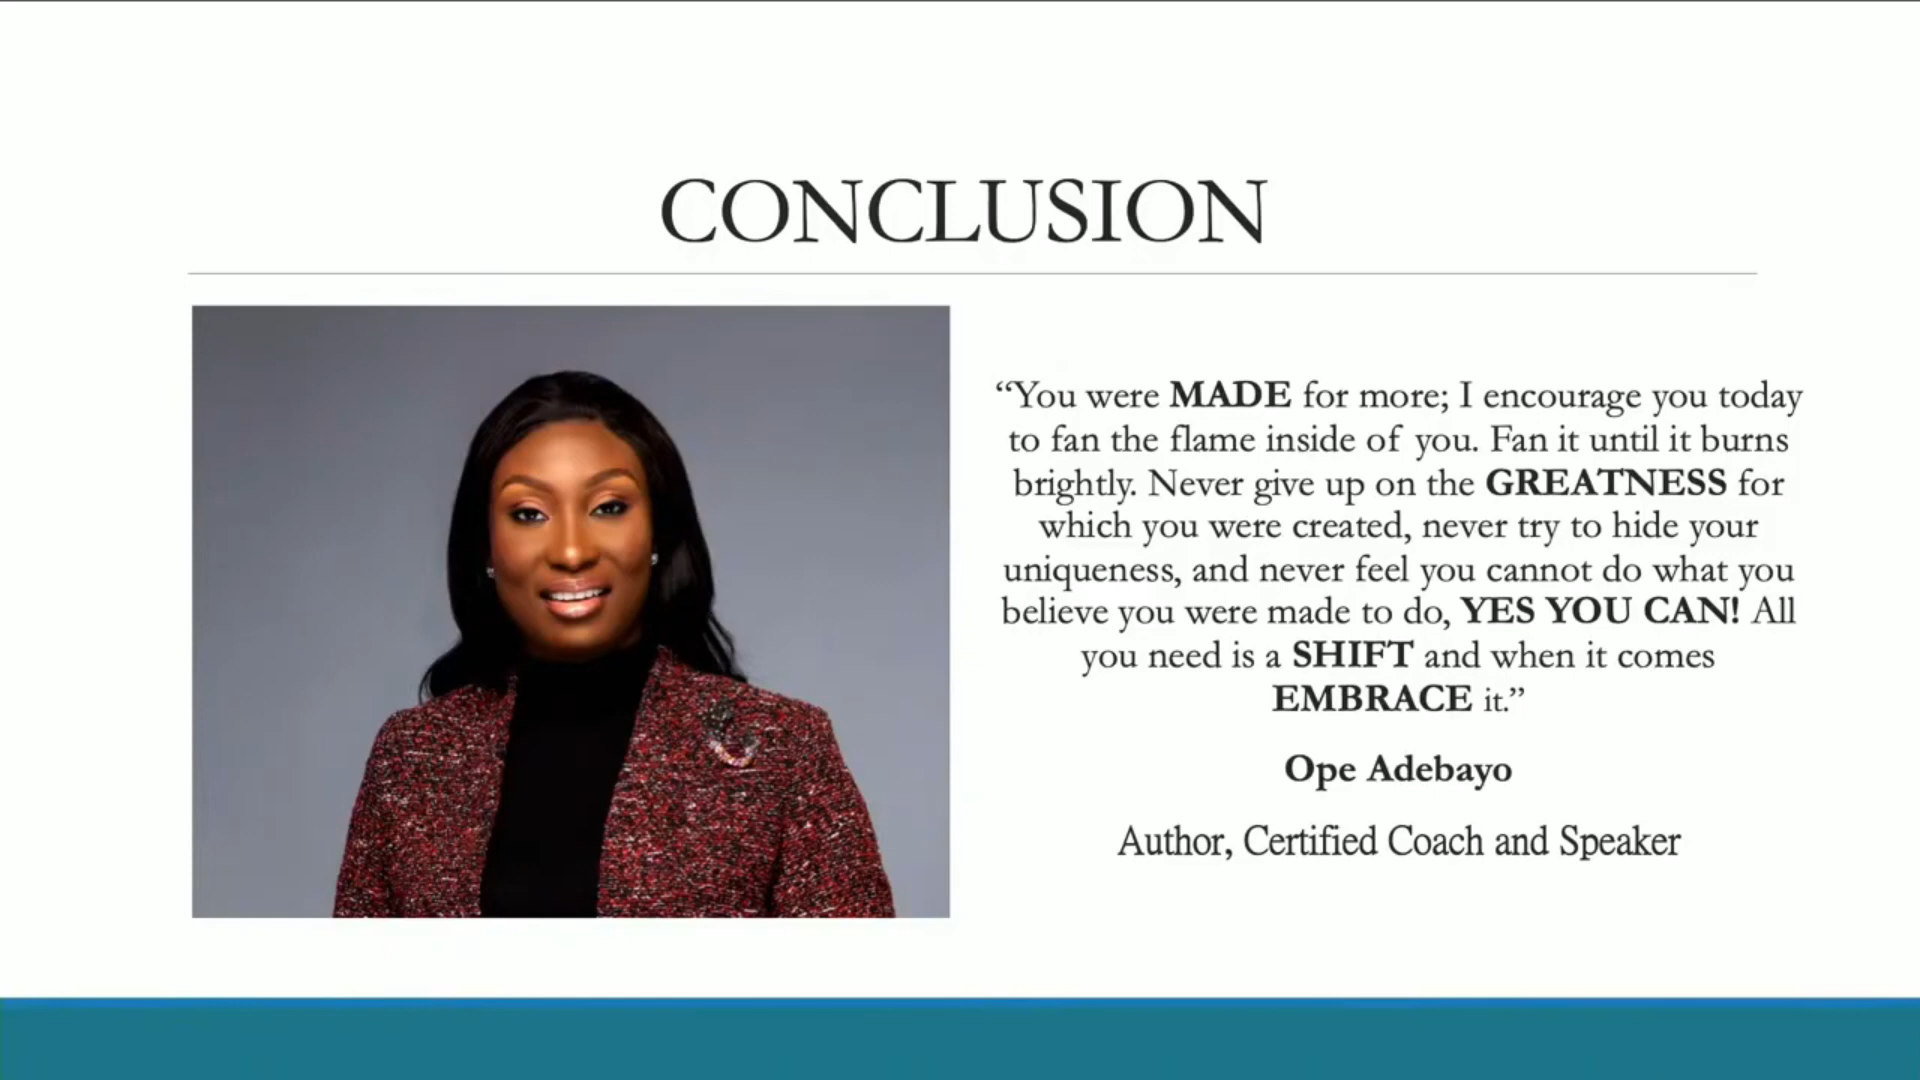 CONCLUSION
“You were MADE for more; I encourage you today
to fan the flame inside of you. Fan it until it burns
brightly. Never give up on the GREATNESS for
which you were created, never try to hide your
uniqueness, and never feel you cannot do what you
believe you were made to do, YES YOU CAN! All
you need is a SHIFT and when it comes
EMBRACE it.”
Ope Adebayo
Author, Certified Coach and Speaker